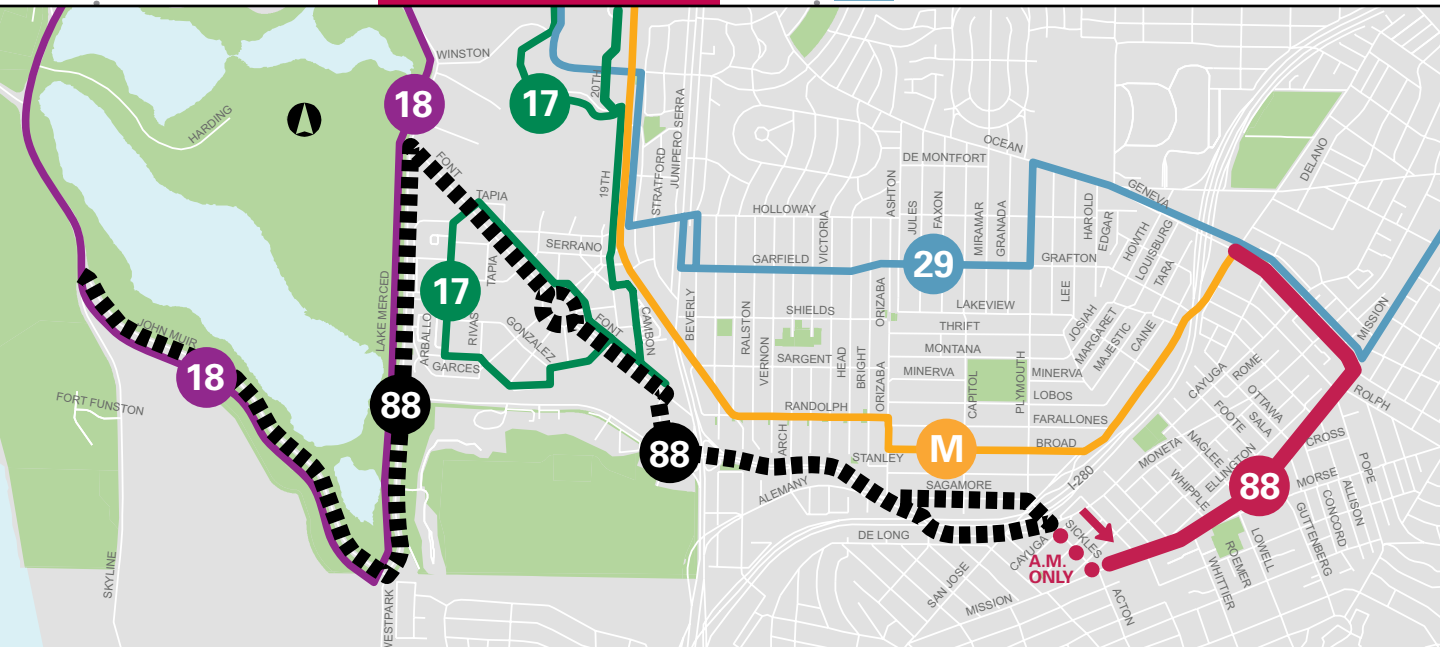 WINSTON
18
17
20TH
HARDING
FONT
TAPIA
STRATFORD
JUNIPERO SERRA
19TH
OCEAN
DE MONTFORT
DELANO
ASHTON
JULES
FAXON
MIRAMAR
GRANADA
HAROLD
EDGAR
GENEVA
HOLLOWAY
VICTORIA
HOWTH
LOUISBURG
TARA
SERRANO
TAPIA
GARFIELD
29
GRAFTON
17
LEE
LAKE MERCED
ARBALLO
RIVAS
GONZALEZ
FONT
CAMBON
BEVERLY
RALSTON
VERNON
SHIELDS
ORIZABA
LAKEVIEW
THRIFT
JOSIAH
MARGARET
MAJESTIC
CAINE
MISSION
JOHN MUIR
18
GARCES
SARGENT
HEAD
BRIGHT
MONTANA
MINERVA
CAPITOL
PLYMOUTH
MINERVA
ORIZABA
LOBOS
CAYUGA
ROME
OTTAWA
FOOTE
SALA
ROLPH
FORT FUNSTON
88
RANDOLPH
FARALLONES
ARCH
M
BROAD
STANLEY
88
MONETA
NAGLEE
ELLINGTON
WHIPPLE
CROSS
POPE
MORSE
ALLISON
CONCORD
GUTTENBERG
88
ALEMANY
SAGAMORE
I-280
DE LONG
SICKLES
CAYUGA
A.M.
ONLY
SAN JOSE
MISSION
LOWELL
ROEMER
WHITTIER
ACTON
SKYLINE
WESTPARK